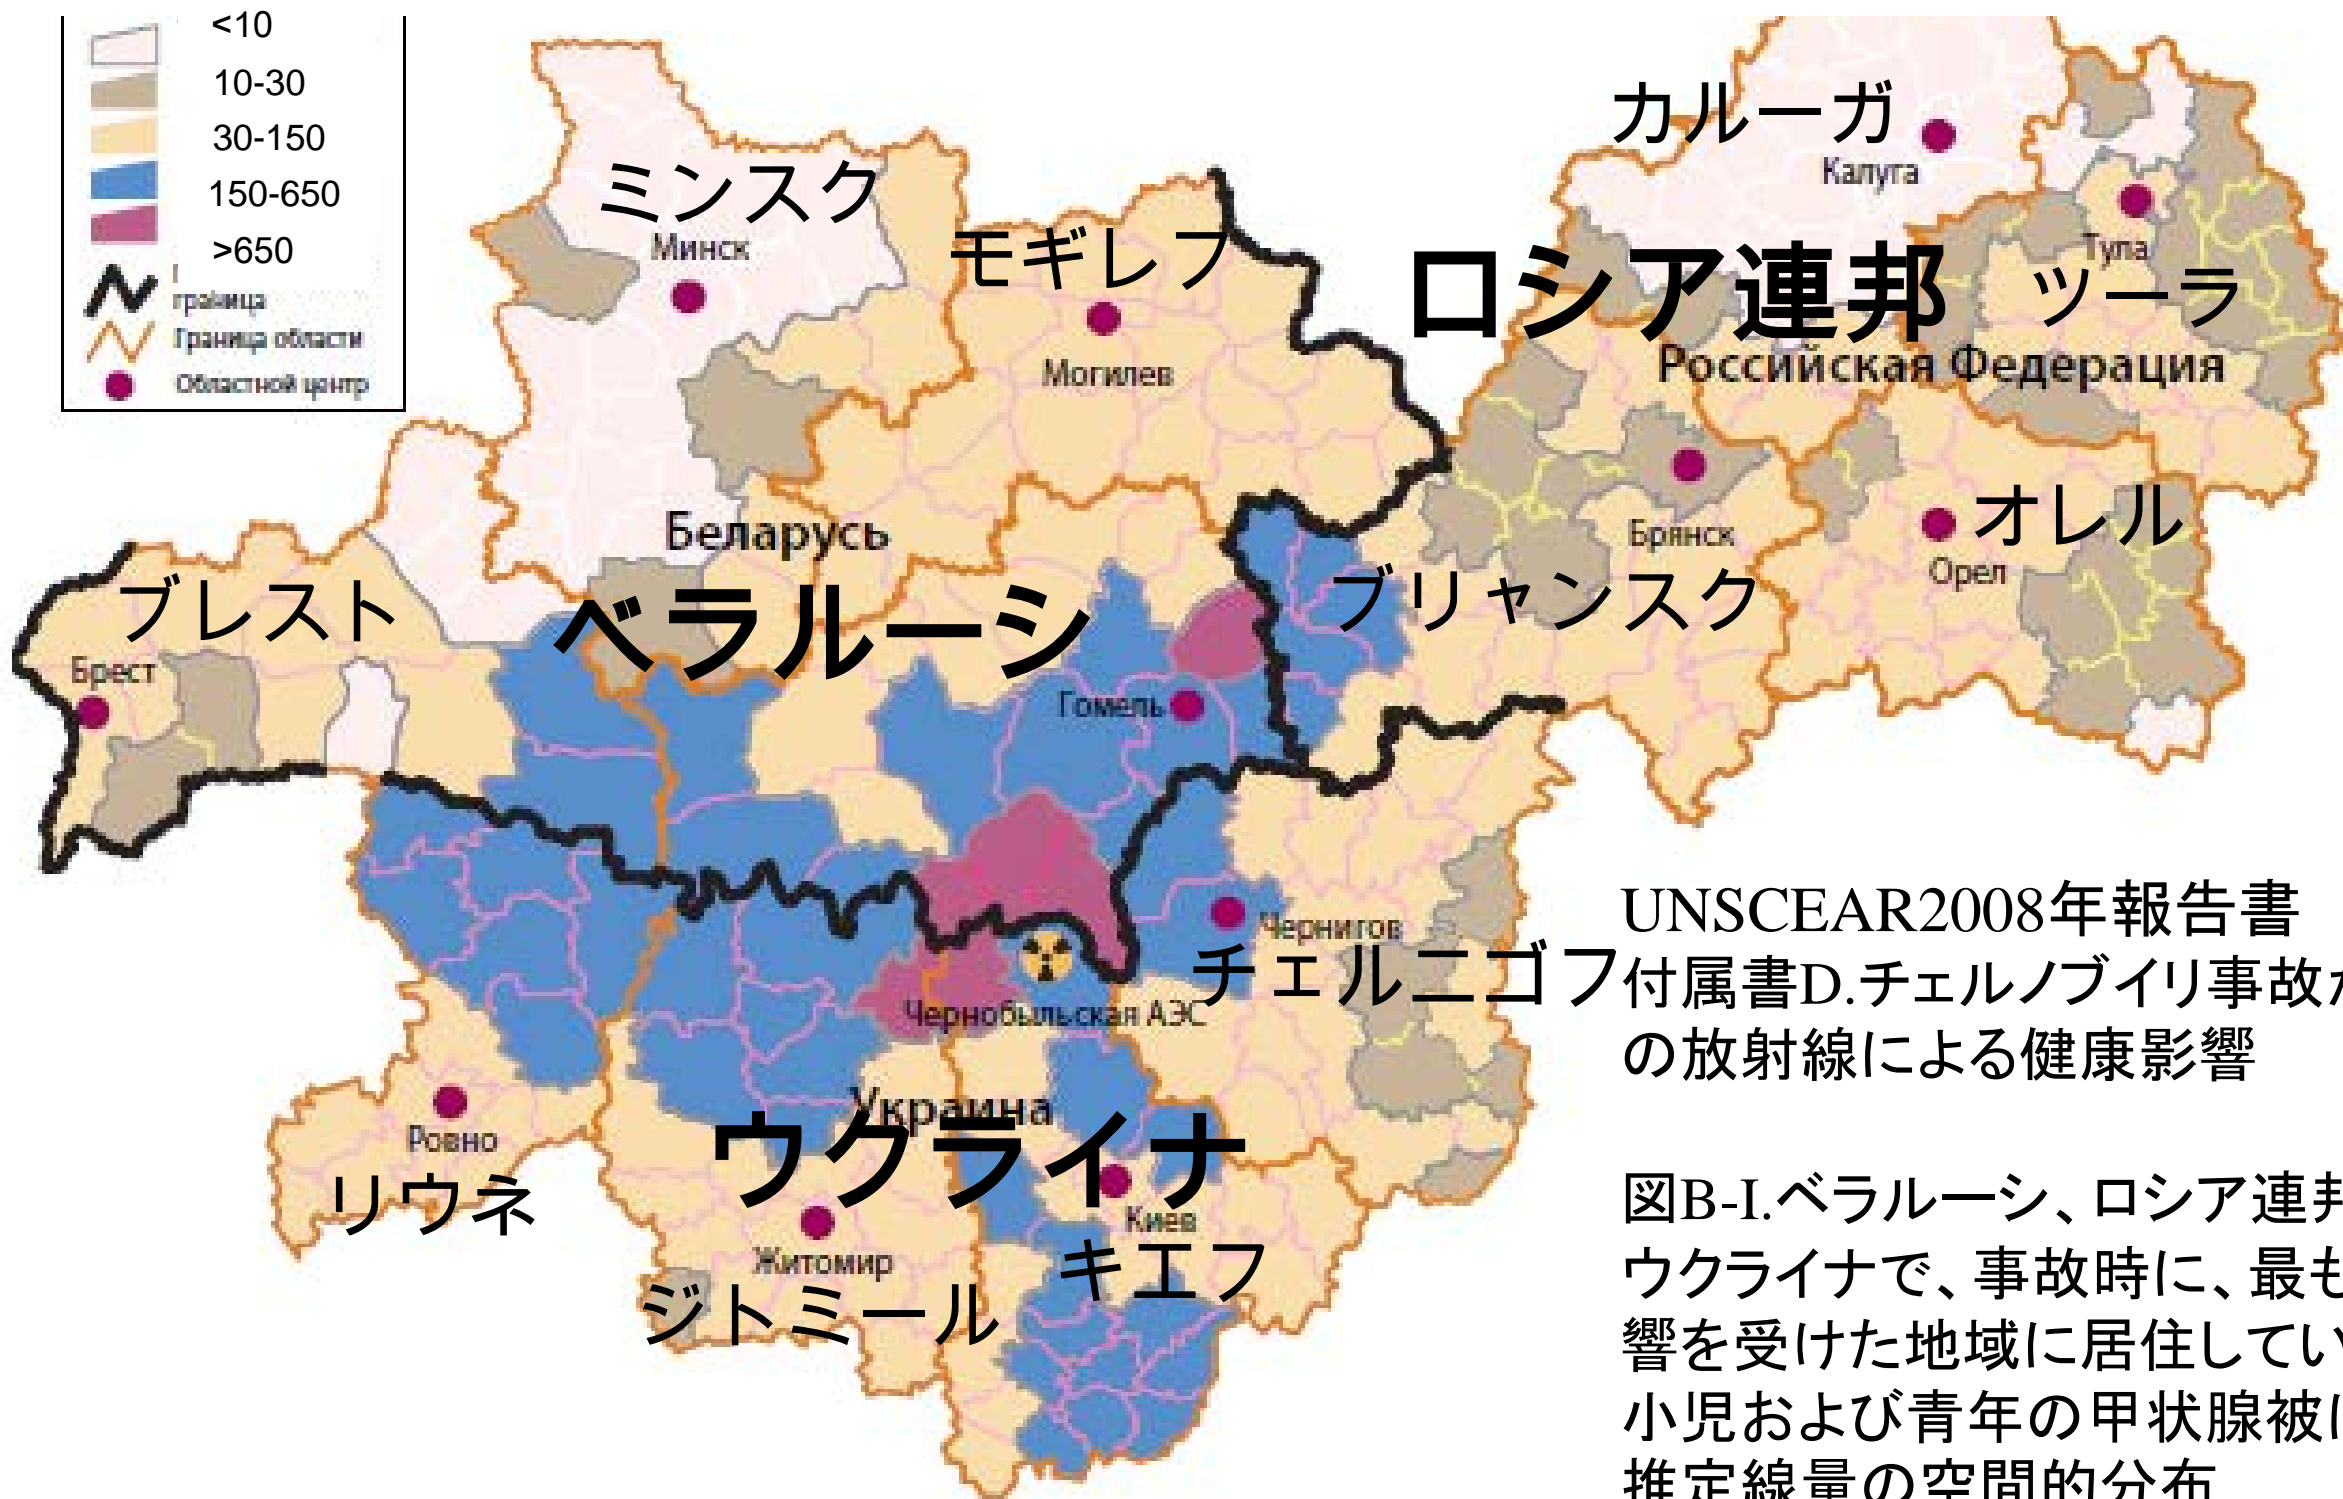 <10
10-30
30-150
150-650
>650
граница
Граница области
Областной центр
カルーガ
Калуга
ミンスク
Минск
モギレフ
Могилев
ロシア連邦
Российская Федерация
Тула
ツーラ
Беларусь
ベラルーシ
ブレスト
Брест
Брянск
ブリャンスク
オレル
Орел
Гомель
Чернигов
チェルニゴフ
Чернобыльская АЭС
Украина
ウクライナ
Ровно
リウネ
Житомир
ジトミール
Киев
キエフ
UNSCEAR2008年報告書
付属書D.チェルノブイリ事故か
の放射線による健康影響
図B-I.ベラルーシ、ロシア連邦
ウクライナで、事故時に、最も
響を受けた地域に居住してい
小児および青年の甲状腺被
推定線量の空間的分布